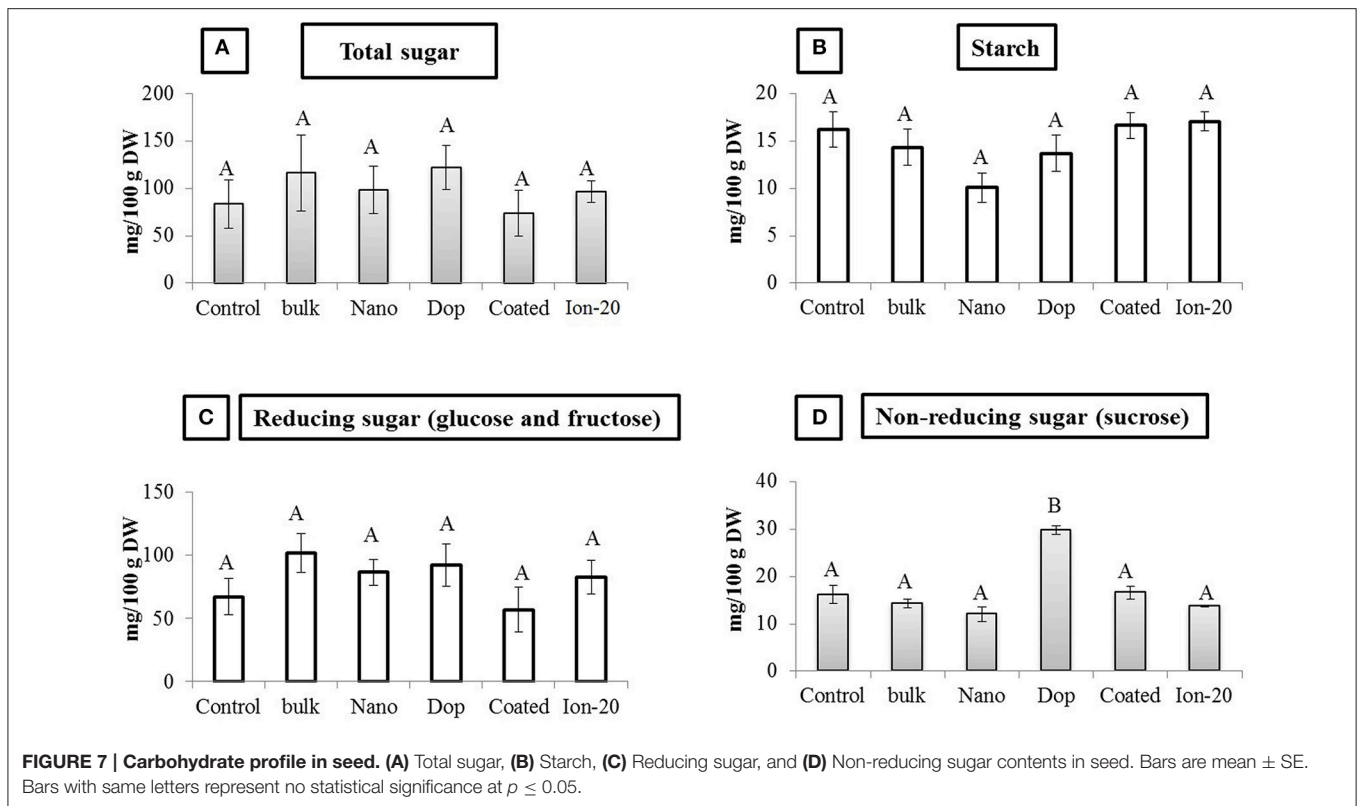 A
Total sugar
mg/100 g DW
200
150
100
50
0
A A A A A A
Control bulk Nano Dop Coated Ion-20
B
Starch
mg/100 g DW
20
15
10
5
0
A A A A A A
Control bulk Nano Dop Coated Ion-20
C
Reducing sugar (glucose and fructose)
mg/100 g DW
150
100
50
0
A A A A A A
Control bulk Nano Dop Coated Ion-20
D
Non-reducing sugar (sucrose)
mg/100 g DW
40
30
20
10
0
A A A B A A
Control bulk Nano Dop Coated Ion-20
FIGURE 7 | Carbohydrate profile in seed. (A) Total sugar, (B) Starch, (C) Reducing sugar, and (D) Non-reducing sugar contents in seed. Bars are mean ± SE.
Bars with same letters represent no statistical significance at p ≤ 0.05.